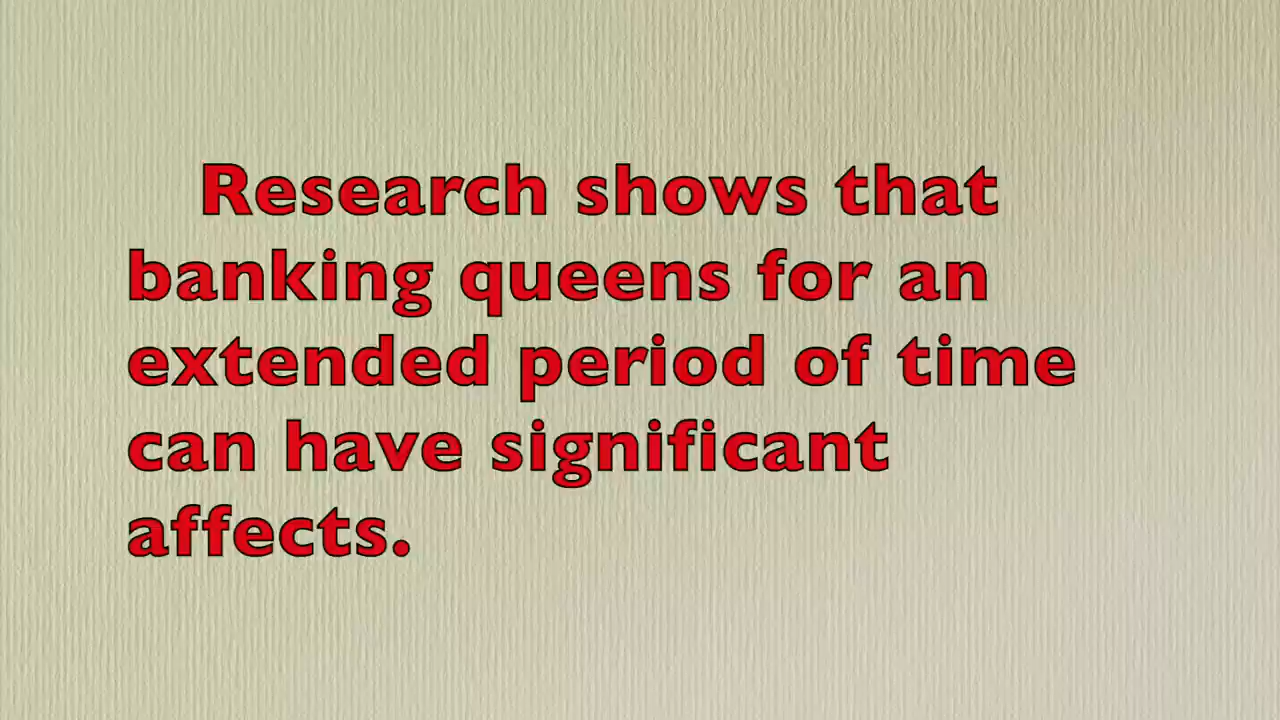 Research shows that
banking queens for an
extended period of time
can have significant
affects.